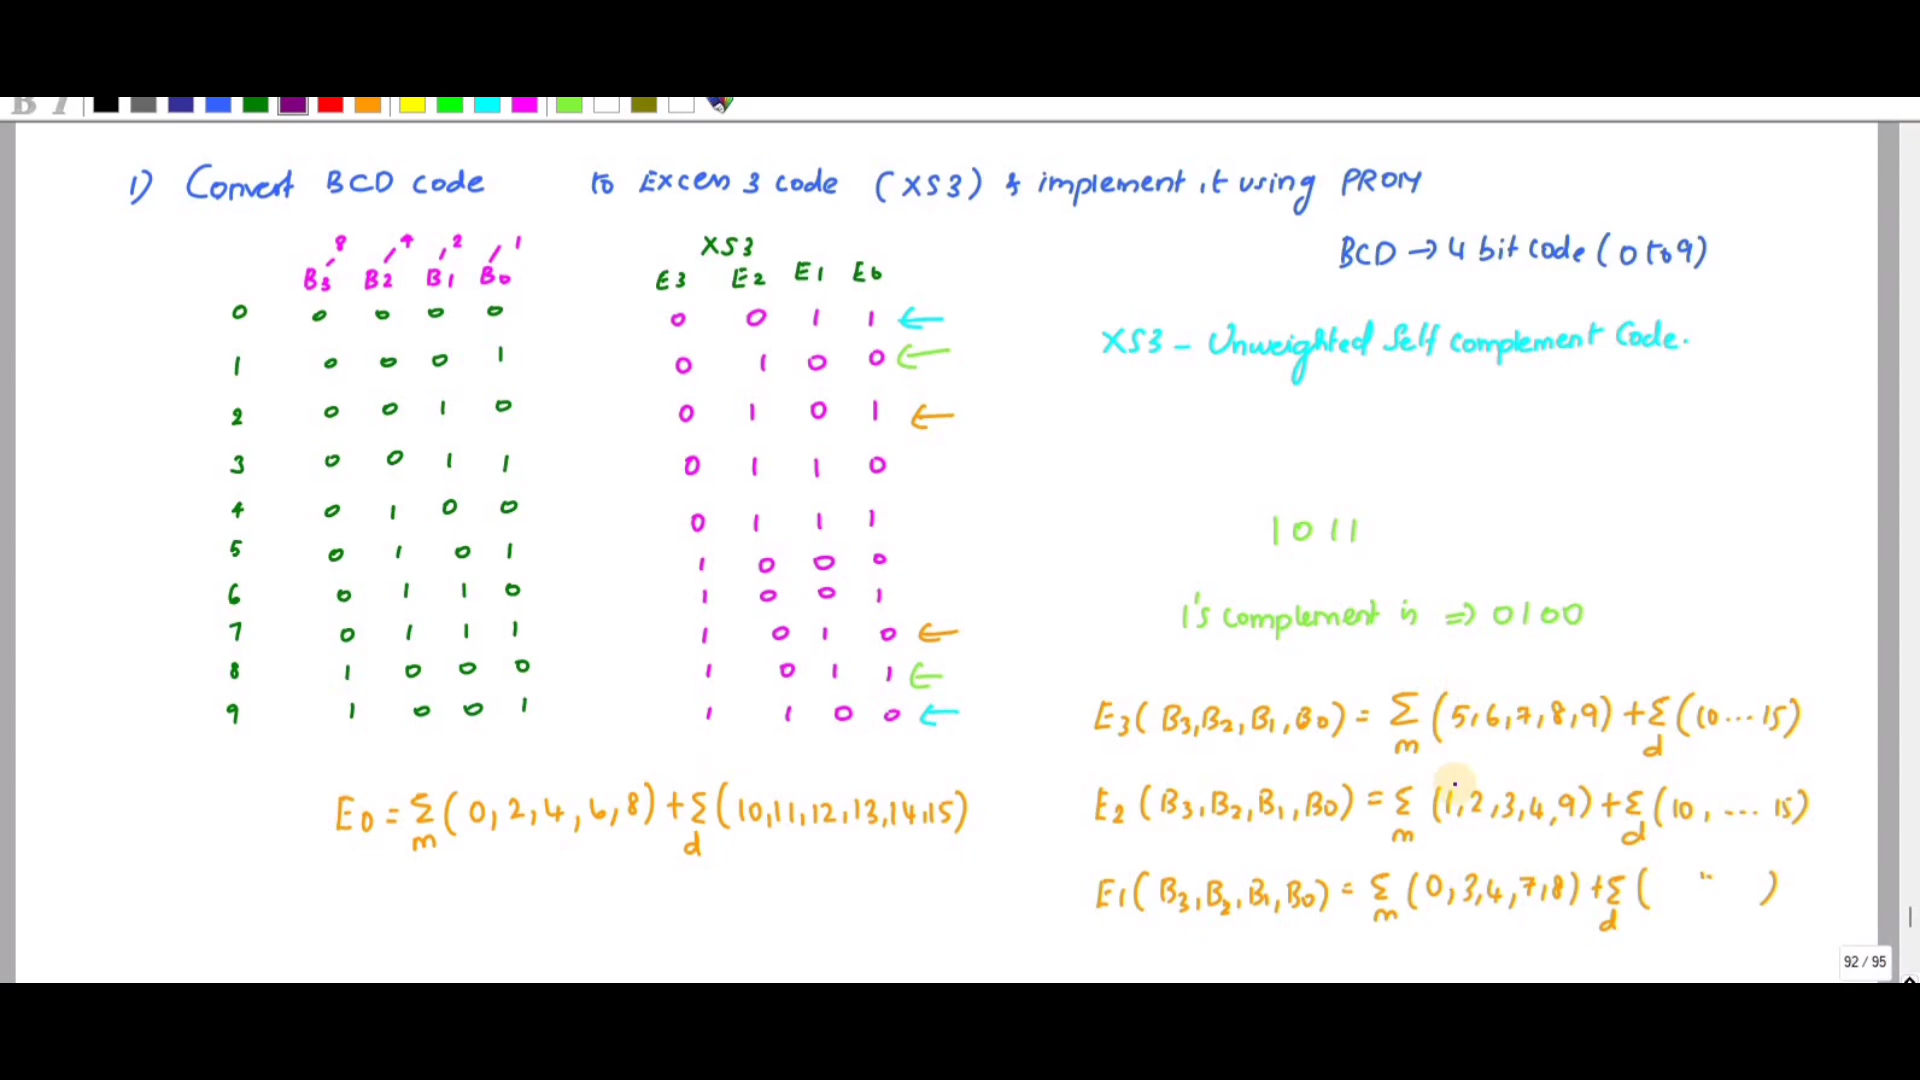 B I
1) Convert BCD code to Excess 3 code (XS3) & implement it using PROM
BCD → 4 bit code (0 to 9)
8 4 2 1
XS3
B3 B2 B1 B0 E3 E2 E1 E0
0 0 0 0 0 0 0 1 1 ←
XS3 - Unweighted Self complement Code.
1 0 0 0 1 0 1 0 0 ←
2 0 0 1 0 0 1 0 1 ←
3 0 0 1 1 0 1 1 0
4 0 1 0 0 0 1 1 1
1011
5 0 1 0 1 1 0 0 0
6 0 1 1 0 1 0 0 1
1's complement is => 0100
7 0 1 1 1 1 0 1 0 ←
8 1 0 0 0 1 0 1 1 ←
9 1 0 0 1 1 1 0 0 ←
E3(B3,B2,B1,B0) = Σm (5,6,7,8,9) + Σd (10...15)
E0 = Σm (0,2,4,6,8) + Σd (10,11,12,13,14,15)
E2 (B3,B2,B1,B0) = Σm (1,2,3,4,9) + Σd (10, ... 15)
E1(B3,B2,B1,B0) = Σm (0,3,4,7,8) + Σd ( " )
92 / 95